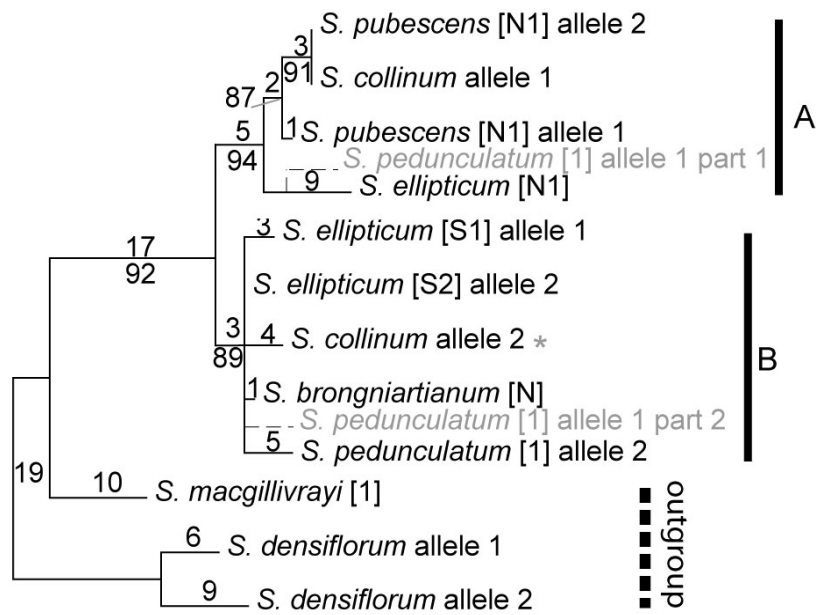 S. pubescens [N1] allele 2
3
91
S. collinum allele 1
2
87
1
S. pubescens [N1] allele 1
A
5
94
S. pedunculatum [1] allele 1 part 1
9
S. ellipticum [N1]
3
S. ellipticum [S1] allele 1
17
92
S. ellipticum [S2] allele 2
3
89
4
S. collinum allele 2 *
B
1
S. brongniartianum [N]
S. pedunculatum [1] allele 1 part 2
5
S. pedunculatum [1] allele 2
19
10
S. macgillivrayi [1]
outgroup
6
S. densiflorum allele 1
9
S. densiflorum allele 2